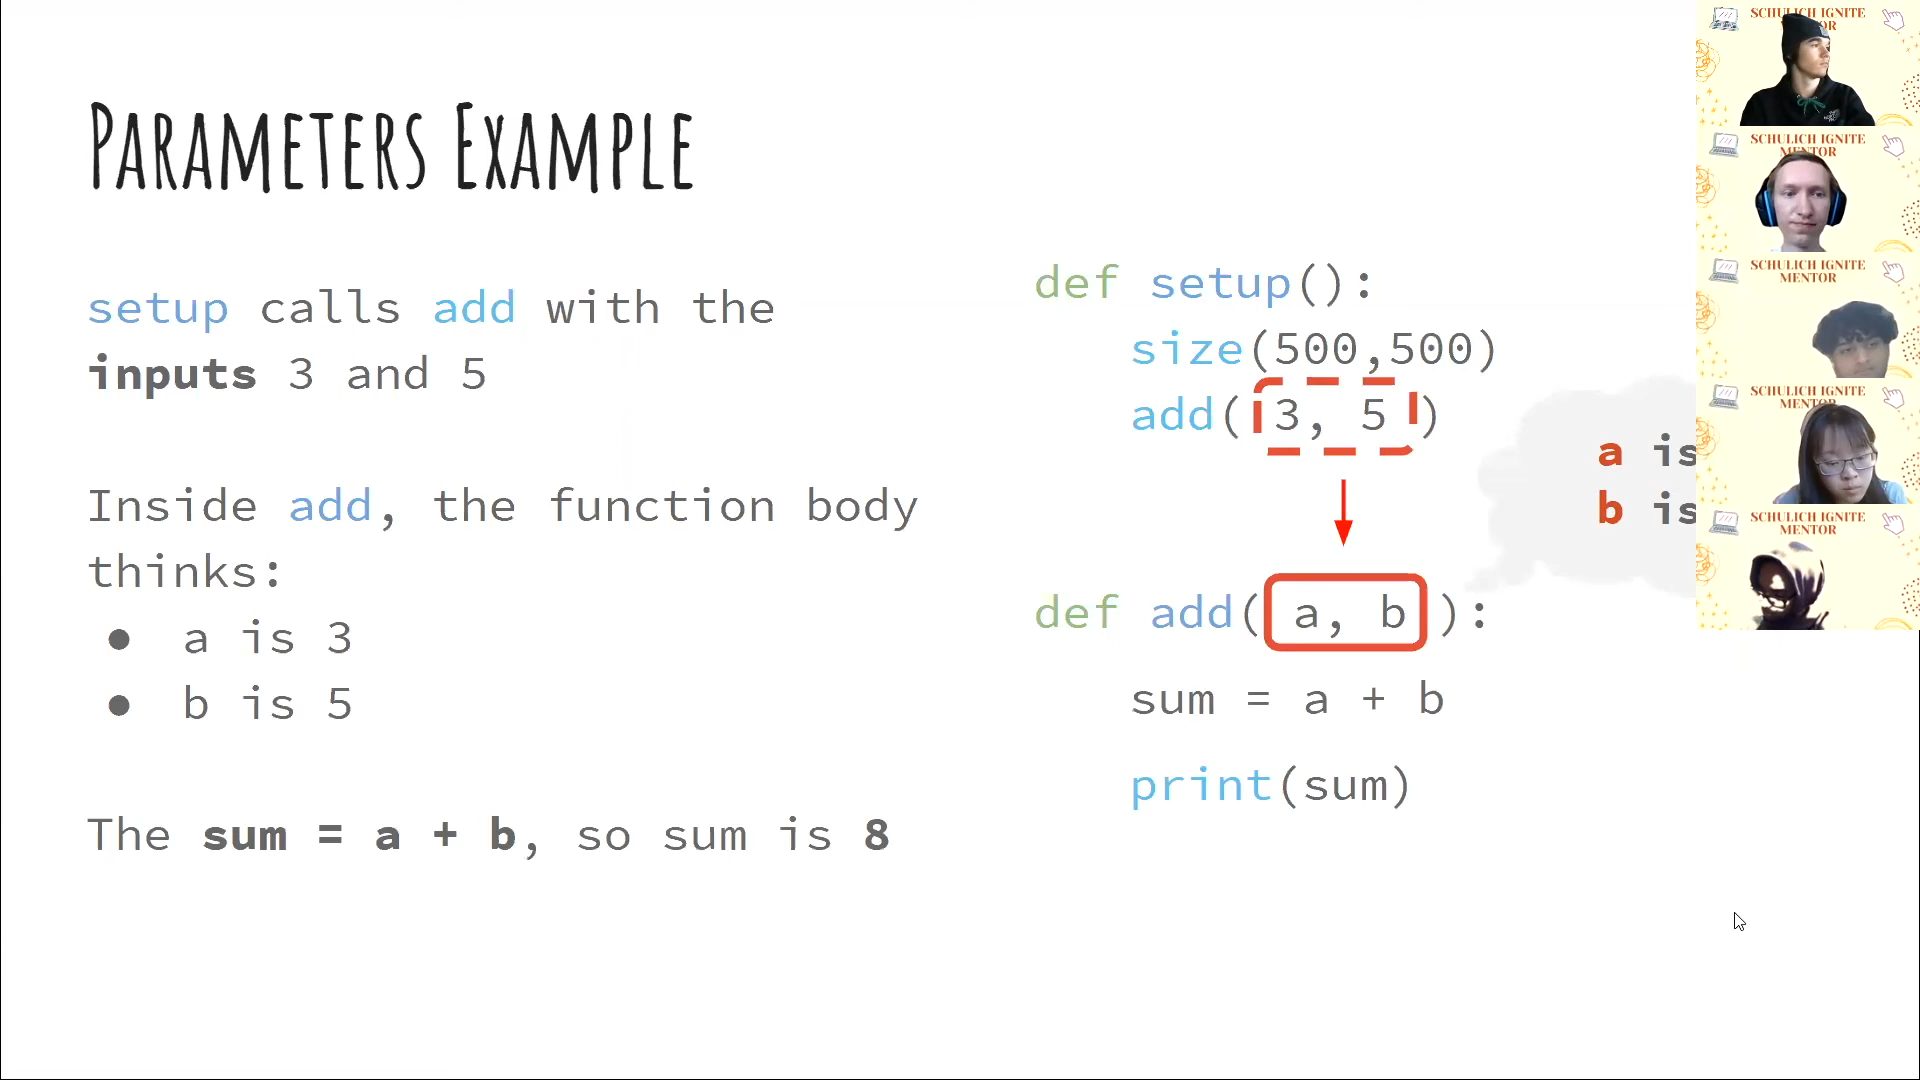 PARAMETERS EXAMPLE
setup calls add with the
inputs 3 and 5
Inside add, the function body
thinks:
● a is 3
● b is 5
The sum = a + b, so sum is 8
def setup():
size(500,500)
add( 3, 5 )
a is
b is
def add( a, b ):
sum = a + b
print(sum)
SCHULICH IGNITE
SCHULICH IGNITE
MENTOR
SCHULICH IGNITE
MENTOR
SCHULICH IGNITE
SCHULICH IGNITE
MENTOR